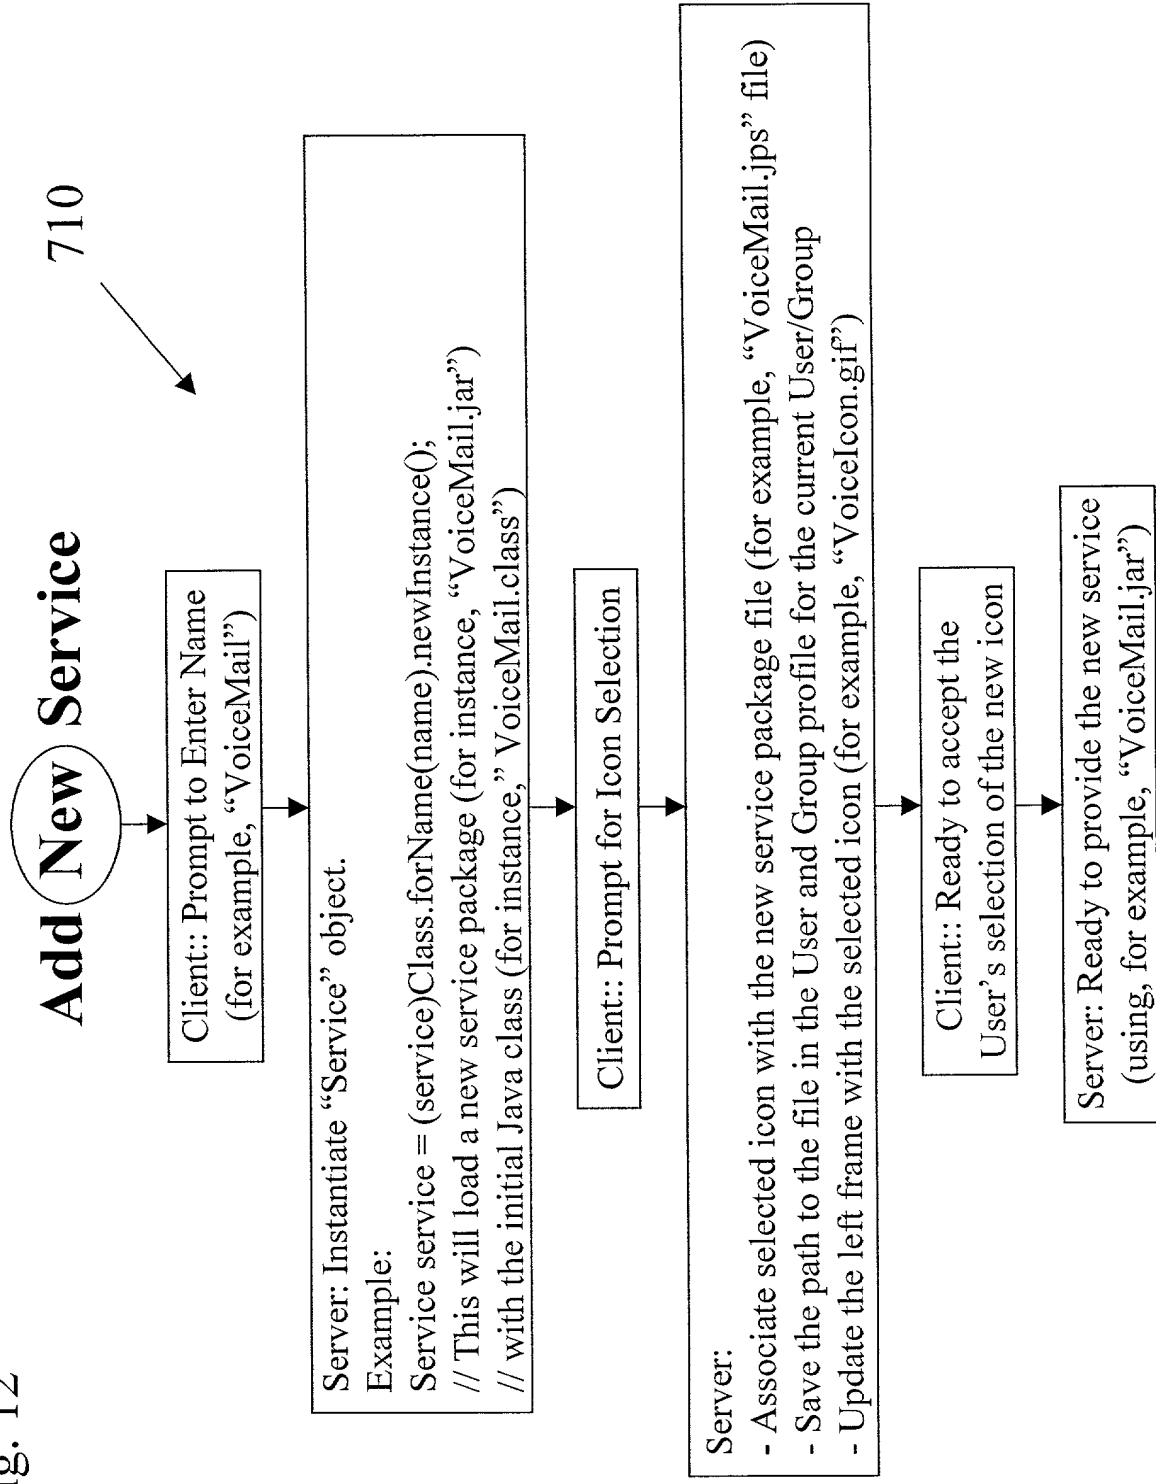 g. 12
Add New Service
710
Client:: Prompt to Enter Name
(for example, “VoiceMail”)
Server: Instantiate “Service” object.
Example:
Service service = (service)Class.forName(name).newInstance();
// This will load a new service package (for instance, “VoiceMail.jar”)
// with the initial Java class (for instance,” VoiceMail.class”)
Client:: Prompt for Icon Selection
Server:
- Associate selected icon with the new service package file (for example, “VoiceMail.jps” file)
- Save the path to the file in the User and Group profile for the current User/Group
- Update the left frame with the selected icon (for example, “VoiceIcon.gif”)
Client:: Ready to accept the
User’s selection of the new icon
Server: Ready to provide the new service
(using, for example, “VoiceMail.jar”)